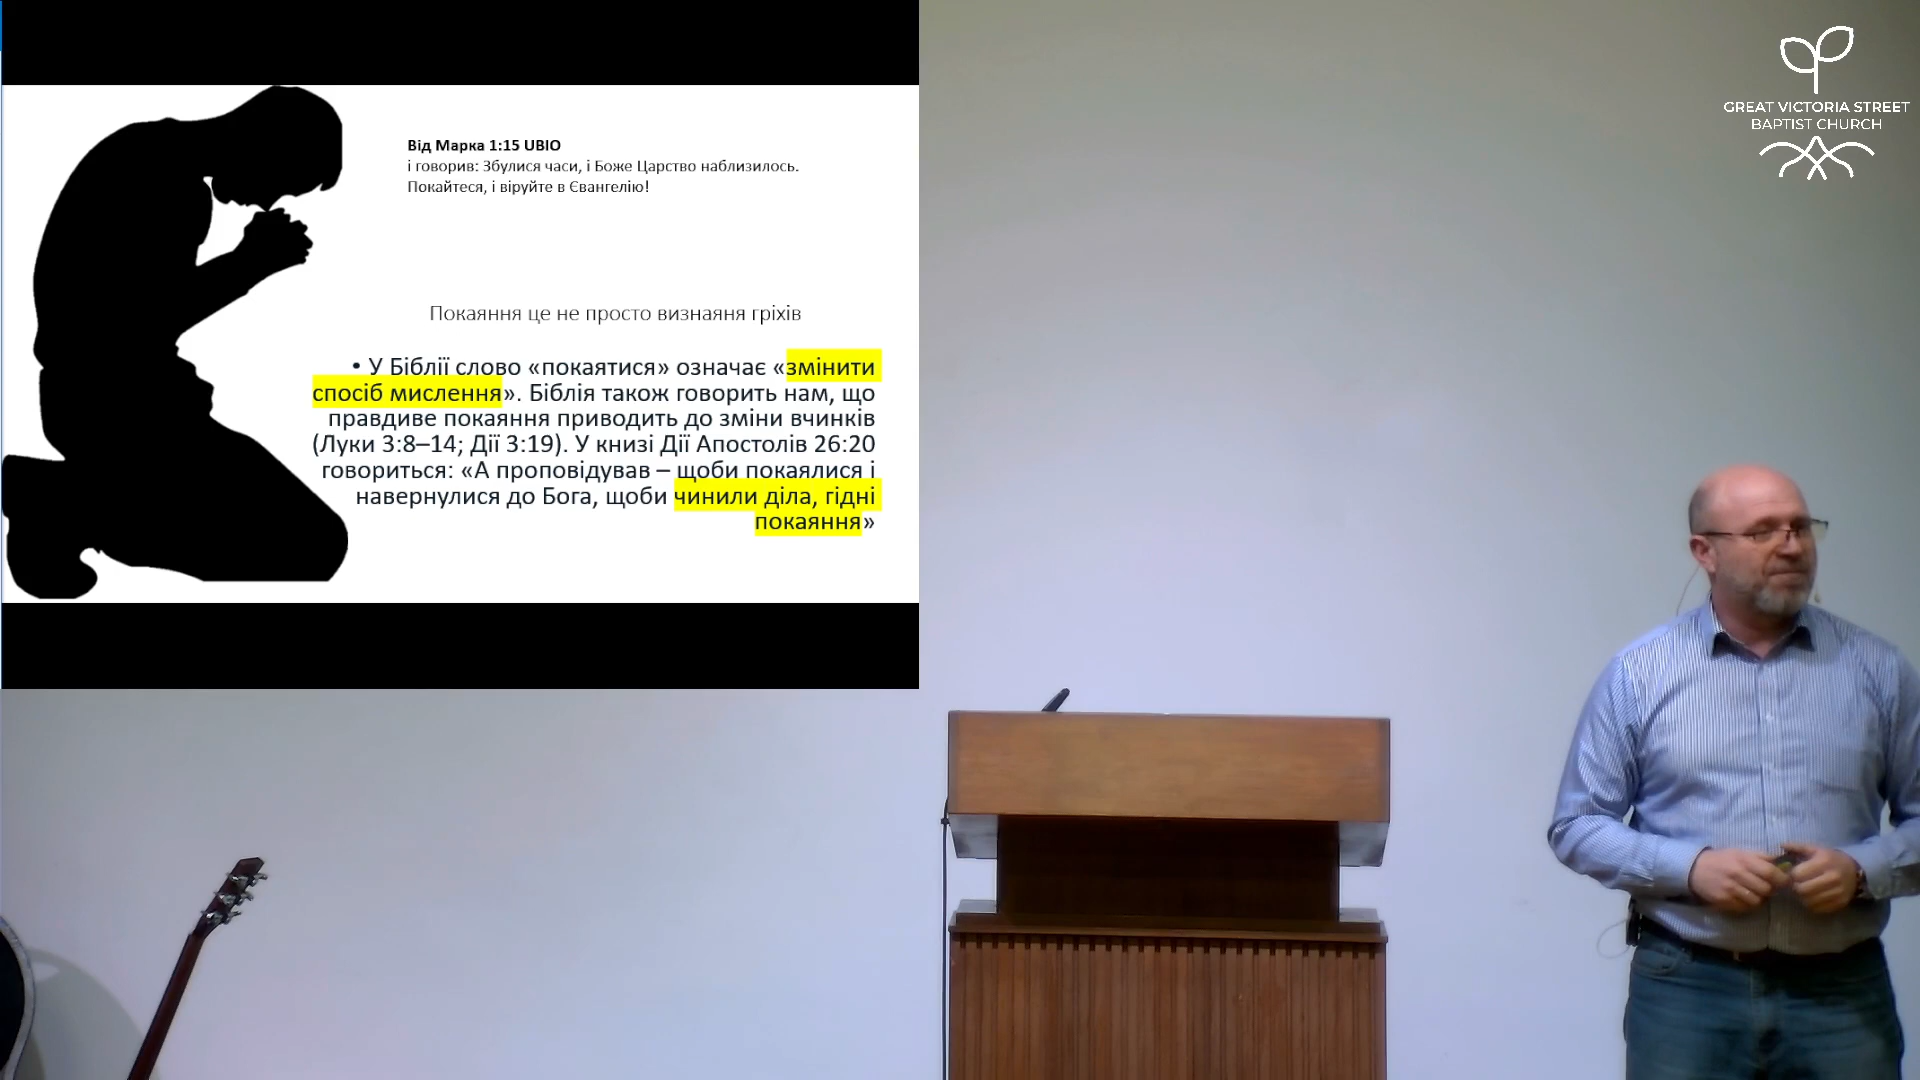 Від Марка 1:15 UBIO
і говорив: Збулися часи, і Боже Царство наблизилось.
Покайтеся, і віруйте в Євангелію!
Покаяння це не просто визнаяня гріхів
• У Біблії слово «покаятися» означає «змінити
спосіб мислення». Біблія також говорить нам, що
правдиве покаяння приводить до зміни вчинків
(Луки 3:8–14; Дії 3:19). У книзі Дії Апостолів 26:20
говориться: «А проповідував – щоби покаялися і
навернулися до Бога, щоби чинили діла, гідні
покаяння»
GREAT VICTORIA STREET
BAPTIST CHURCH